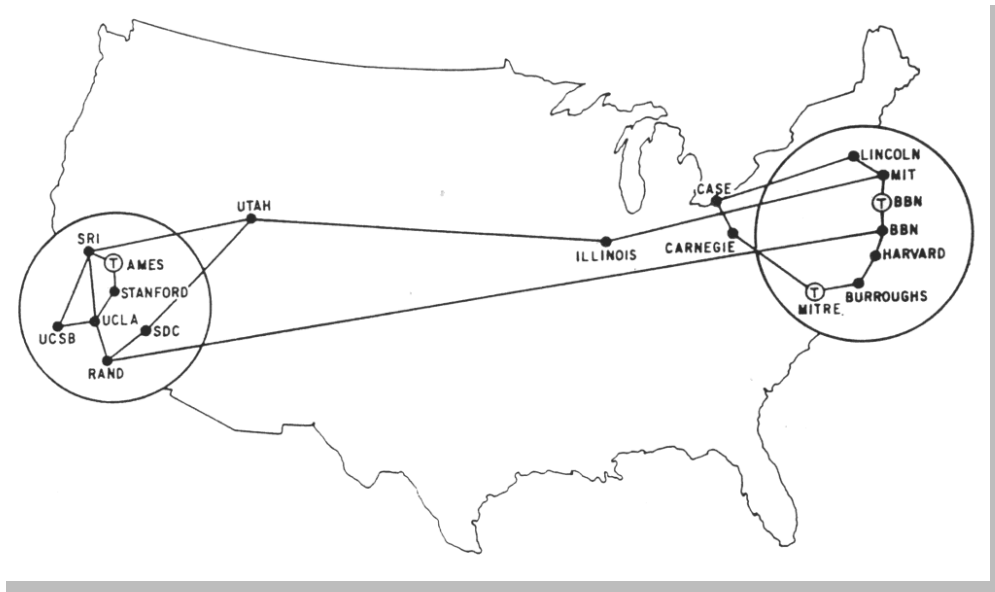 LINCOLN
MIT
CASE
T BBN
UTAH
BBN
SRI
CARNEGIE
HARVARD
ILLINOIS
T AMES
STANFORD
T
BURROUGHS
MITRE
UCLA
SDC
UCSB
RAND